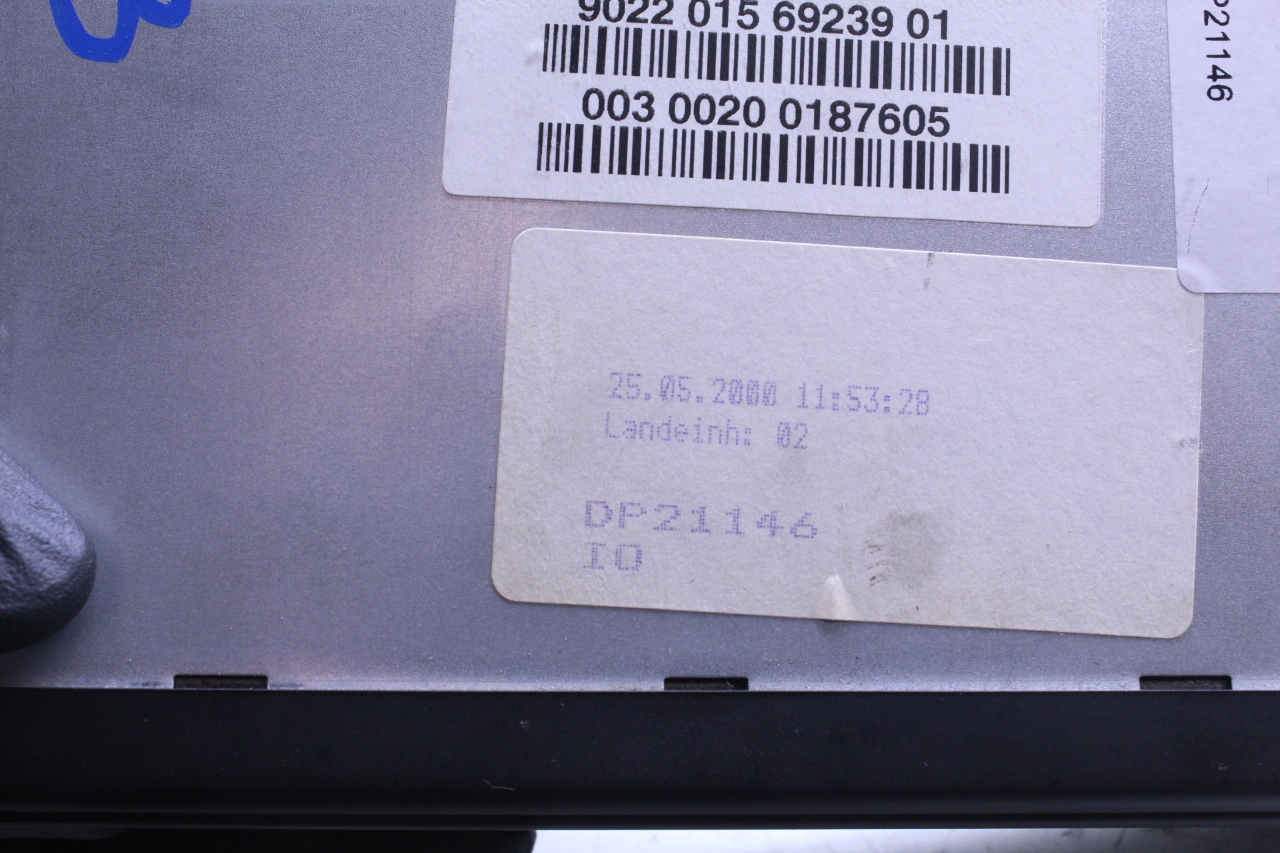 9022 015 69239 01
003 0020 0187605
P21146
25.05.2000 11:53:28
Landeinh: 02
DP21146
IO